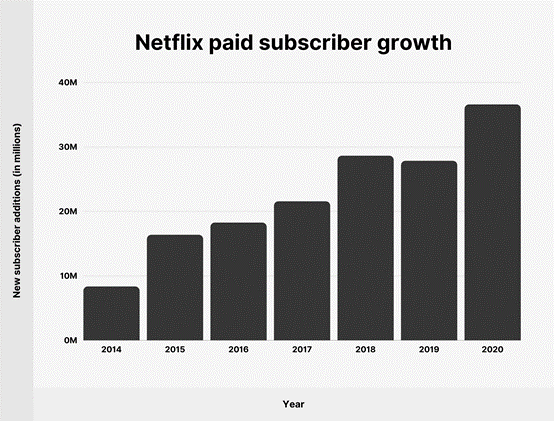 Netflix paid subscriber growth
New subscriber additions (in millions)
40M
30M
20M
10M
0M
2014 2015 2016 2017 2018 2019 2020
Year